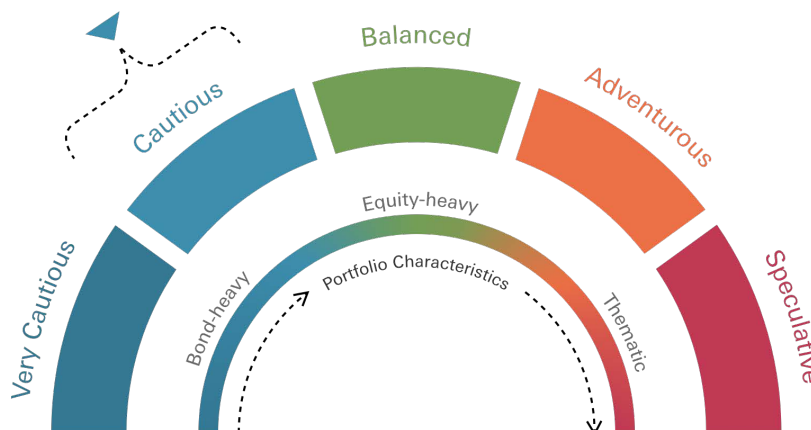 Very Cautious
Cautious
Balanced
Adventurous
Speculative
Bond-heavy
Equity-heavy
Thematic
Portfolio Characteristics